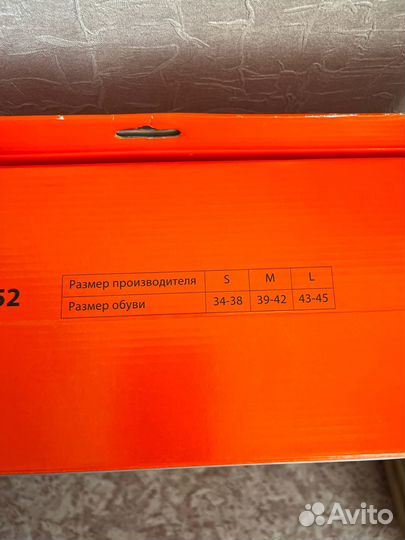 Размер производителя S M L
52 Размер обуви 34-38 39-42 43-45
Avito